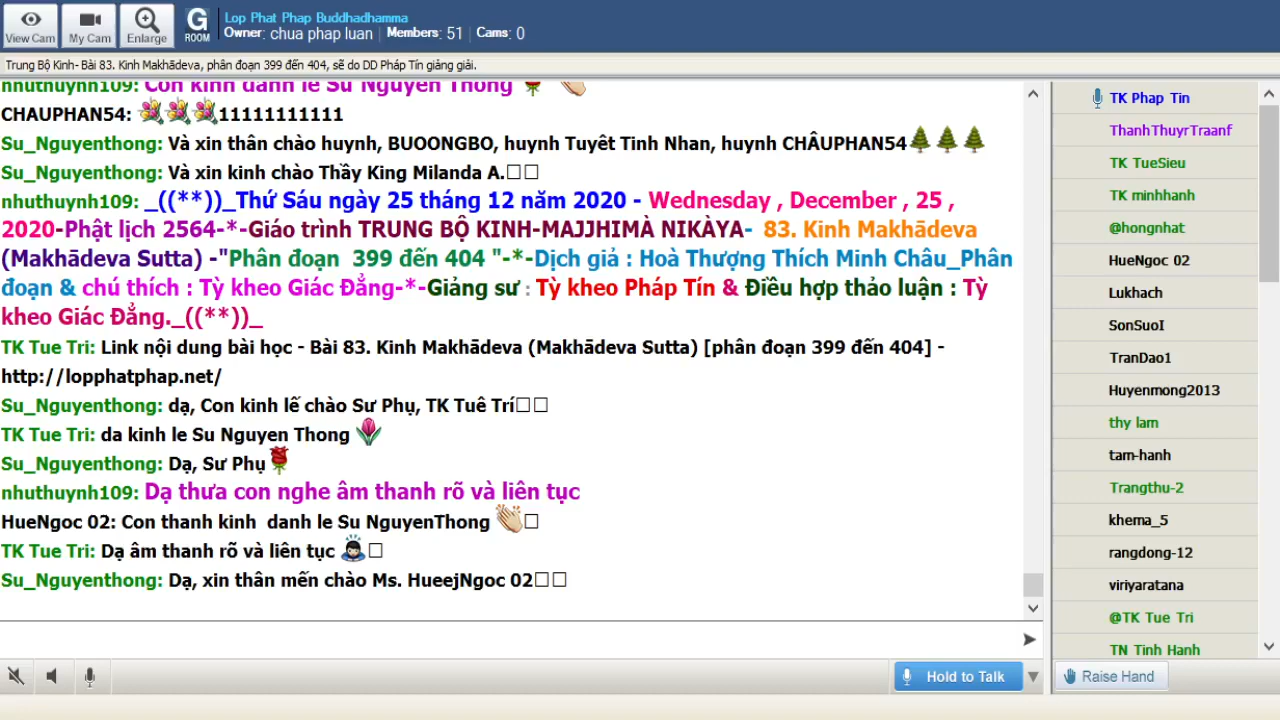 View Cam
My Cam
Enlarge
G
ROOM
Lop Phat Phap Buddhadhamma
Owner: chua phap luan Members: 51 Cams: 0
Trung Bộ Kinh- Bài 83. Kinh Makhādeva, phân đoạn 399 đến 404, sẽ do DD Pháp Tín giảng giải.
nhuthuynh109: Con kinh danh le Su Nguyen Thong
CHAUPHAN54: 11111111111
Su_Nguyenthong: Và xin thân chào huynh, BUOONGBO, huynh Tuyêt Tinh Nhan, huynh CHÂUPHAN54
Su_Nguyenthong: Và xin kinh chào Thầy King Milanda A.
nhuthuynh109: _((**))_Thứ Sáu ngày 25 tháng 12 năm 2020 - Wednesday , December , 25 ,
2020-Phật lịch 2564-*-Giáo trình TRUNG BỘ KINH-MAJJHIMÀ NIKÀYA- 83. Kinh Makhādeva
(Makhādeva Sutta) -"Phân đoạn 399 đến 404 "-*-Dịch giả : Hoà Thượng Thích Minh Châu_Phân
đoạn & chú thích : Tỳ kheo Giác Đẳng-*-Giảng sư : Tỳ kheo Pháp Tín & Điều hợp thảo luận : Tỳ
kheo Giác Đẳng._((**))_
TK Tue Tri: Link nội dung bài học - Bài 83. Kinh Makhādeva (Makhādeva Sutta) [phân đoạn 399 đến 404] -
http://lopphatphap.net/
Su_Nguyenthong: dạ, Con kinh lế chào Sư Phụ, TK Tuê Trí
TK Tue Tri: da kinh le Su Nguyen Thong
Su_Nguyenthong: Dạ, Sư Phụ
nhuthuynh109: Dạ thưa con nghe âm thanh rõ và liên tục
HueNgoc 02: Con thanh kinh danh le Su NguyenThong
TK Tue Tri: Dạ âm thanh rõ và liên tục
Su_Nguyenthong: Dạ, xin thân mến chào Ms. HueejNgoc 02
Hold to Talk
TK Phap Tin
ThanhThuyrTraanf
TK TueSieu
TK minhhanh
@hongnhat
HueNgoc 02
Lukhach
SonSuoI
TranDao1
Huyenmong2013
thy lam
tam-hanh
Trangthu-2
khema_5
rangdong-12
viriyaratana
@TK Tue Tri
TN Tinh Hanh
Raise Hand